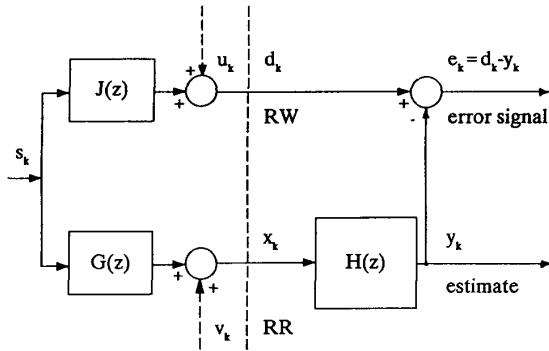 u_k d_k e_k = d_k-y_k
J(z)
+ + + -
RW error signal
s_k
x_k y_k
G(z) H(z)
+ +
estimate
v_k RR